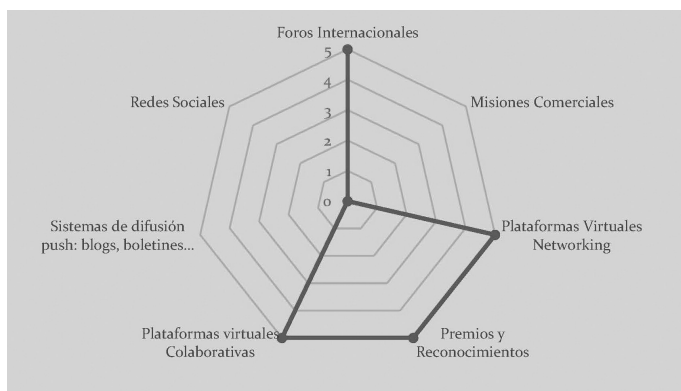 Foros Internacionales
5
4
3
2
1
0
Redes Sociales
Misiones Comerciales
Sistemas de difusión
push: blogs, boletines...
Plataformas Virtuales
Networking
Plataformas virtuales
Colaborativas
Premios y
Reconocimientos